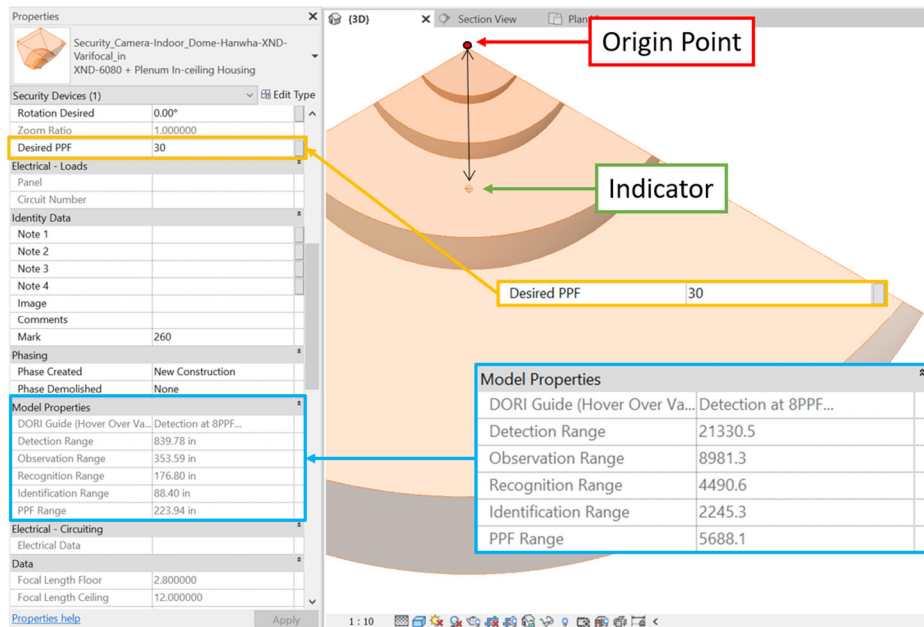 Properties
Security_Camera-Indoor_Dome-Hanwha-XND-
Varifocal_in
XND-6080 + Plenum In-ceiling Housing
Security Devices (1)
Edit Type
Rotation Desired 0.00°
Zoom Ratio 1.000000
Desired PPF 30
Electrical - Loads
Panel
Circuit Number
Identity Data
Note 1
Note 2
Note 3
Note 4
Image
Comments
Mark 260
Phasing
Phase Created New Construction
Phase Demolished None
Model Properties
DORI Guide (Hover Over Va... Detection at 8PPF...
Detection Range 839.78 in
Observation Range 353.59 in
Recognition Range 176.80 in
Identification Range 88.40 in
PPF Range 223.94 in
Electrical - Circuiting
Electrical Data
Data
Focal Length Floor 2.800000
Focal Length Ceiling 12.000000
Properties help
Apply
{3D}
Section View
Plan
Origin Point
Indicator
Desired PPF 30
Model Properties
DORI Guide (Hover Over Va... Detection at 8PPF...
Detection Range 21330.5
Observation Range 8981.3
Recognition Range 4490.6
Identification Range 2245.3
PPF Range 5688.1
1 : 10